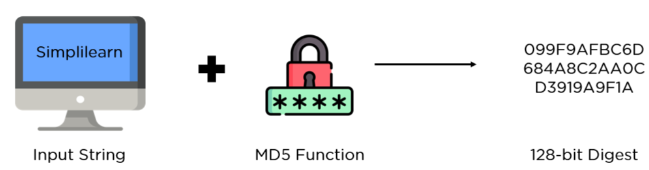 Simplilearn
099F9AFBC6D
684A8C2AA0C
D3919A9F1A
****
Input String
MD5 Function
128-bit Digest